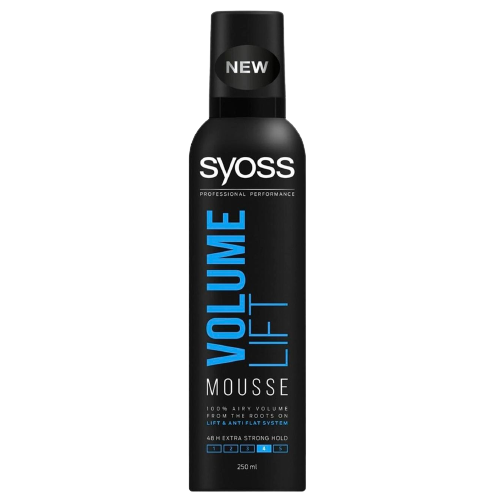 NEW
syoss
PROFESSIONAL PERFORMANCE
VOLUME
LIFT
MOUSSE
100% AIRY VOLUME
FROM THE ROOTS ON
LIFT & ANTI FLAT SYSTEM
48H EXTRA STRONG HOLD
1 2 3 4 5
250 ml